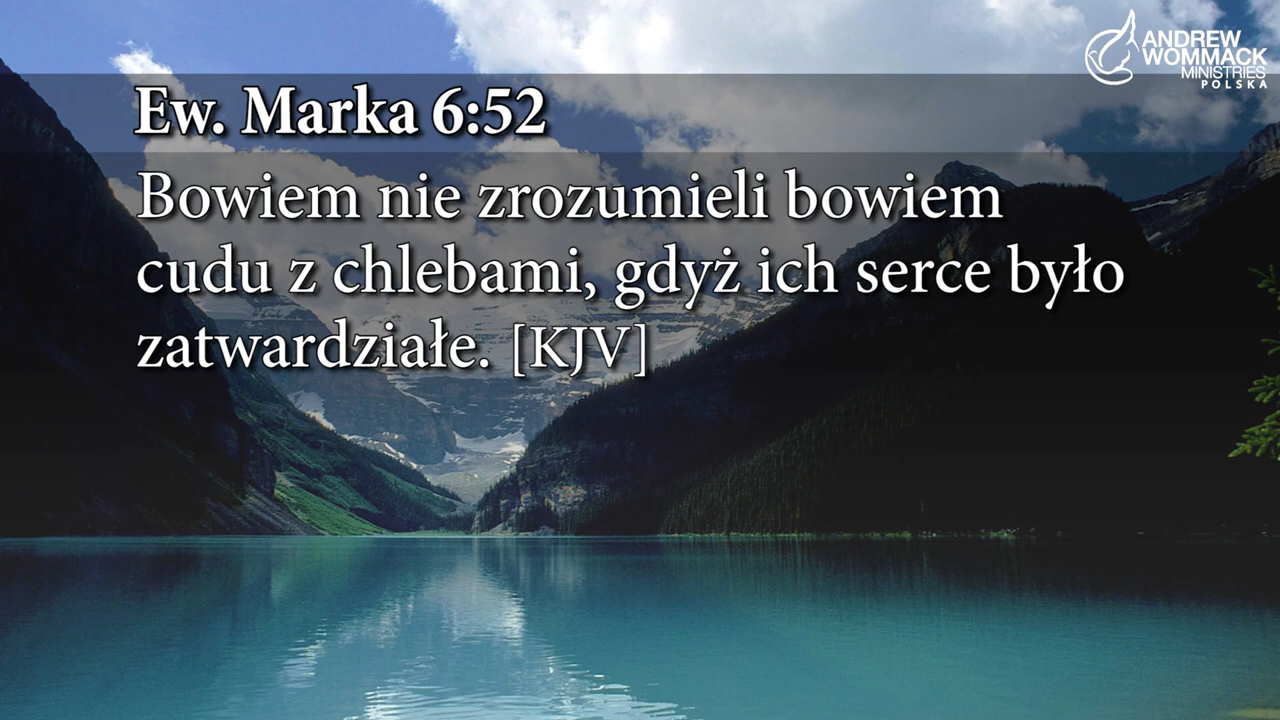 ANDREW
WOMMACK
MINISTRIES
POLSKA
Ew. Marka 6:52
Bowiem nie zrozumieli bowiem
cudu z chlebami, gdyż ich serce było
zatwardziałe. [KJV]